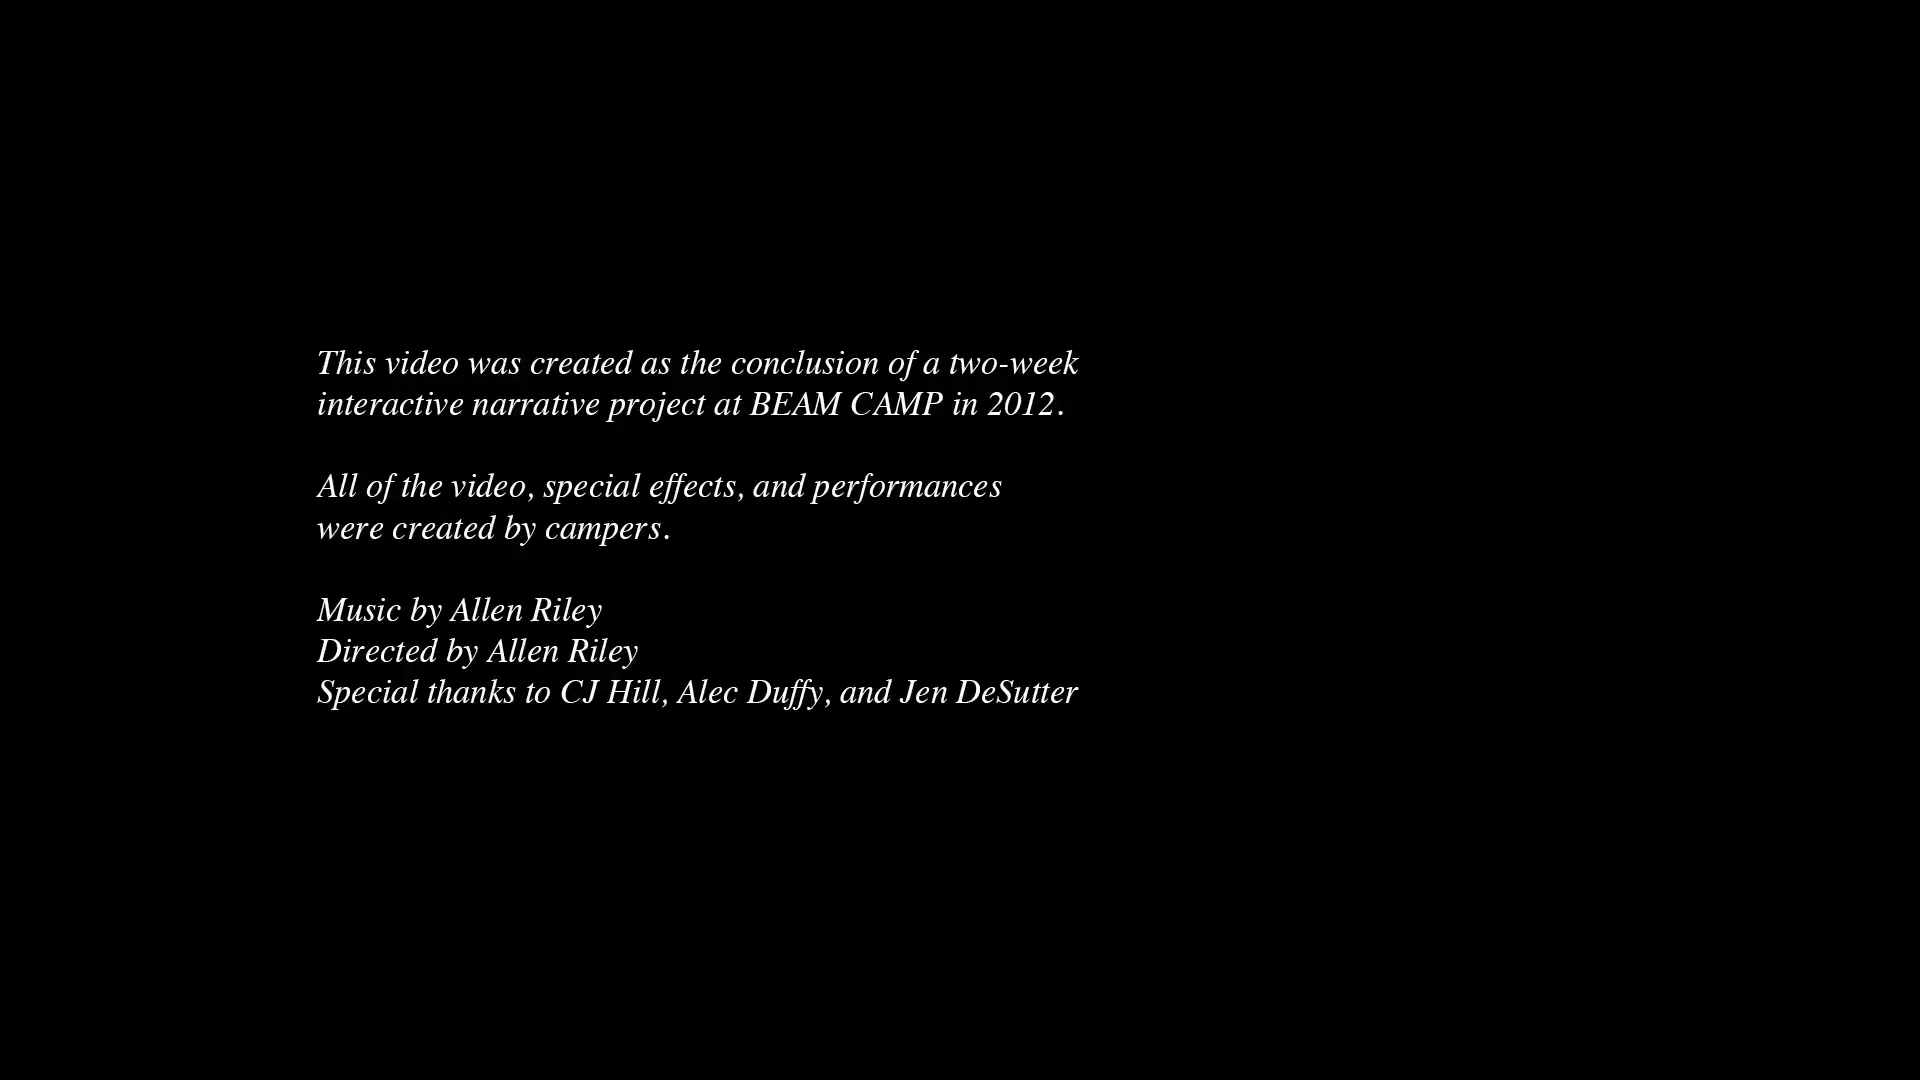 This video was created as the conclusion of a two-week
interactive narrative project at BEAM CAMP in 2012.
All of the video, special effects, and performances
were created by campers.
Music by Allen Riley
Directed by Allen Riley
Special thanks to CJ Hill, Alec Duffy, and Jen DeSutter